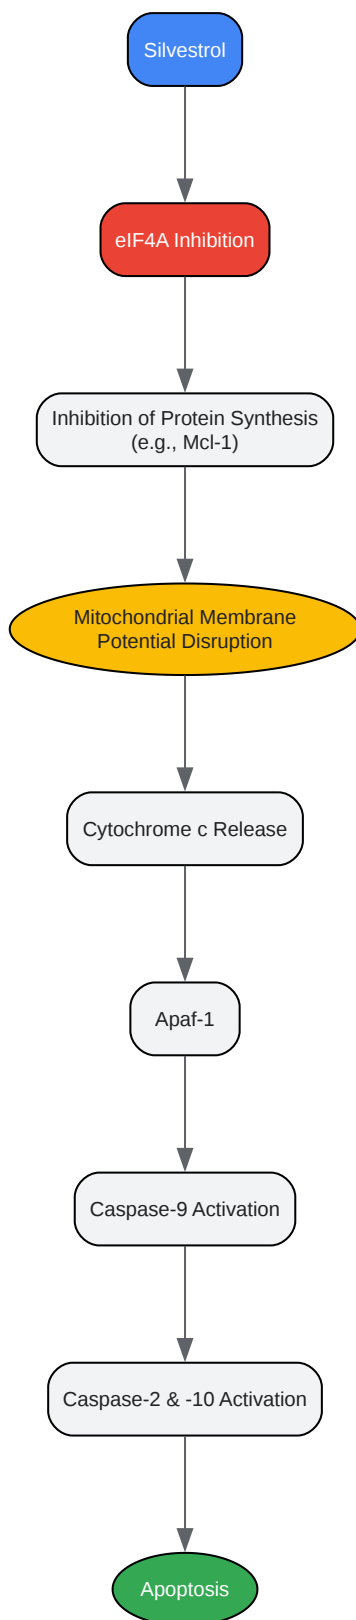 Silvestrol
eIF4A Inhibition
Inhibition of Protein Synthesis
(e.g., Mcl-1)
Mitochondrial Membrane
Potential Disruption
Cytochrome c Release
Apaf-1
Caspase-9 Activation
Caspase-2 & -10 Activation
Apoptosis